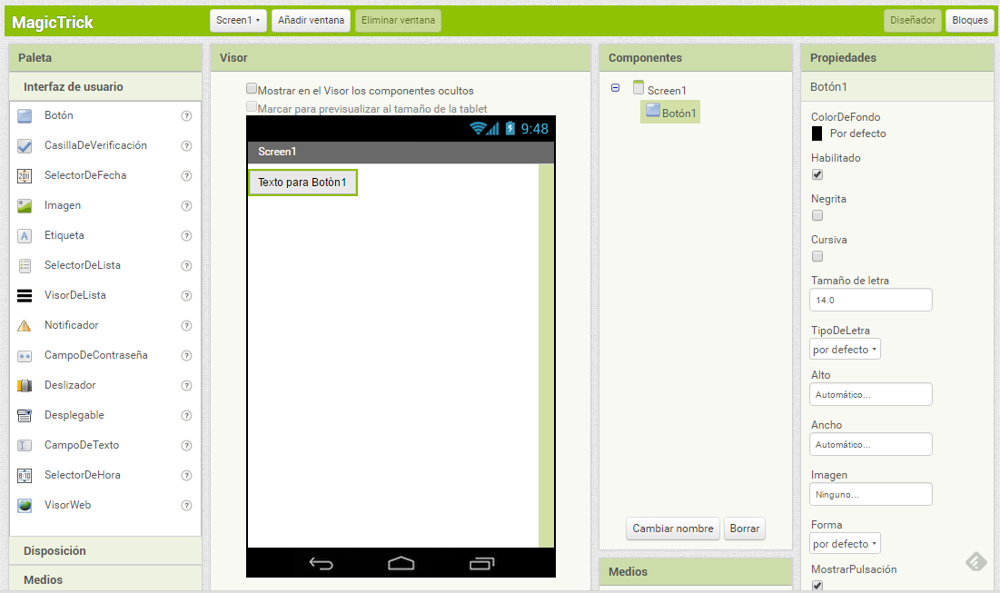 MagicTrick
Screen1
Añadir ventana
Eliminar ventana
Diseñador
Bloques
Paleta
Interfaz de usuario
Botón
CasillaDeVerificación
SelectorDeFecha
Imagen
Etiqueta
SelectorDeLista
VisorDeLista
Notificador
CampoDeContraseña
Deslizador
Desplegable
CampoDeTexto
SelectorDeHora
VisorWeb
Disposición
Medios
Visor
Mostrar en el Visor los componentes ocultos
Marcar para previsualizar al tamaño de la tablet
9:48
Screen1
Texto para Botón1
Componentes
Screen1
Botón1
Cambiar nombre
Borrar
Medios
Propiedades
Botón1
ColorDeFondo
Por defecto
Habilitado
Negrita
Cursiva
Tamaño de letra
14.0
TipoDeLetra
por defecto
Alto
Automático...
Ancho
Automático...
Imagen
Ninguno...
Forma
por defecto
MostrarPulsación